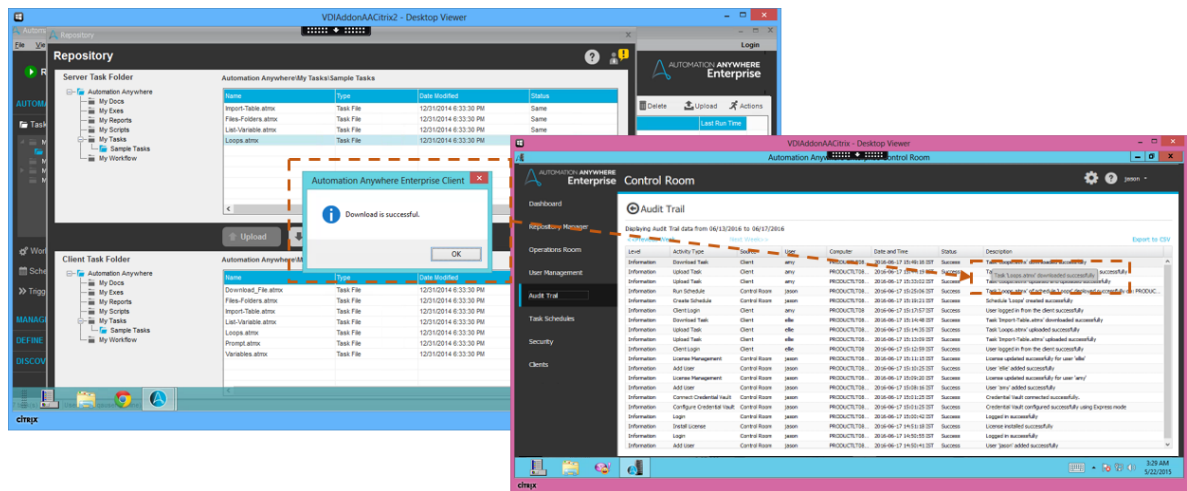 VDIAddonAACitrix2 - Desktop Viewer
Repository
File
Login
Repository
AUTOMATION ANYWHERE
Enterprise
Server Task Folder
Automation Anywhere
My Docs
My Exes
My Reports
My Scripts
My Tasks
Sample Tasks
My Workflow
Automation Anywhere\My Tasks\Sample Tasks
Name Type Date Modified Status
Import-Table.atmx Task File 12/31/2014 6:33:30 PM Same
Files-Folders.atmx Task File 12/31/2014 6:33:30 PM Same
List-Variable.atmx Task File 12/31/2014 6:33:30 PM Same
Loops.atmx Task File 12/31/2014 6:33:30 PM Same
Delete Upload Actions
Last Run Time
Automation Anywhere Enterprise Client
Download is successful.
OK
Upload
Client Task Folder
Automation Anywhere
My Docs
My Exes
My Reports
My Scripts
My Tasks
Sample Tasks
My Workflow
Name Type Date Modified
Download_File.atmx Task File 12/31/2014 6:33:30 PM
Files-Folders.atmx Task File 12/31/2014 6:33:30 PM
Import-Table.atmx Task File 12/31/2014 6:33:30 PM
List-Variable.atmx Task File 12/31/2014 6:33:30 PM
Loops.atmx Task File 12/31/2014 6:33:30 PM
Prompt.atmx Task File 12/31/2014 6:33:30 PM
Variables.atmx Task File 12/31/2014 6:33:30 PM
citrix
VDIAddonAACitrix - Desktop Viewer
Control Room
AUTOMATION ANYWHERE
Enterprise
Control Room
jason
Dashboard
Repository Manager
Operations Room
User Management
Audit Trail
Task Schedules
Security
Clients
Audit Trail
Displaying Audit Trail data from 06/13/2016 to 06/17/2016
Export to CSV
Level Activity Type Source User Computer Date and Time Status Description
Information Download Task Client amy
Information Upload Task Client amy
Task 'Loops.atmx' downloaded successfully
Information Upload Task Client amy
Information Run Schedule Control Room jason
Information Create Schedule Control Room jason Success Schedule 'Loops' created successfully
Information Client Login Client amy Success User logged in from the client successfully
Information Download Task Client elle Success Task 'Import-Table.atmx' downloaded successfully
Information Upload Task Client elle Success Task 'Loops.atmx' uploaded successfully
Information Upload Task Client elle Success Task 'Import-Table.atmx' uploaded successfully
Information Client Login Client elle Success User logged in from the client successfully
Information License Management Control Room jason Success License updated successfully for user 'elle'
Information Add User Control Room jason Success User 'elle' added successfully
Information License Management Control Room jason Success License updated successfully for user 'amy'
Information Add User Control Room jason Success User 'amy' added successfully
Information Connect Credential Vault Control Room jason Success Credential Vault connected successfully.
Information Configure Credential Vault Control Room jason Success Credential Vault configured successfully using Express mode
Information Login Control Room jason Success Logged in successfully
Information Install License Control Room jason Success License installed successfully
Information Login Control Room jason Success Logged in successfully
Information Add User Control Room jason Success User 'jason' added successfully
3:29 AM
5/22/2015
citrix